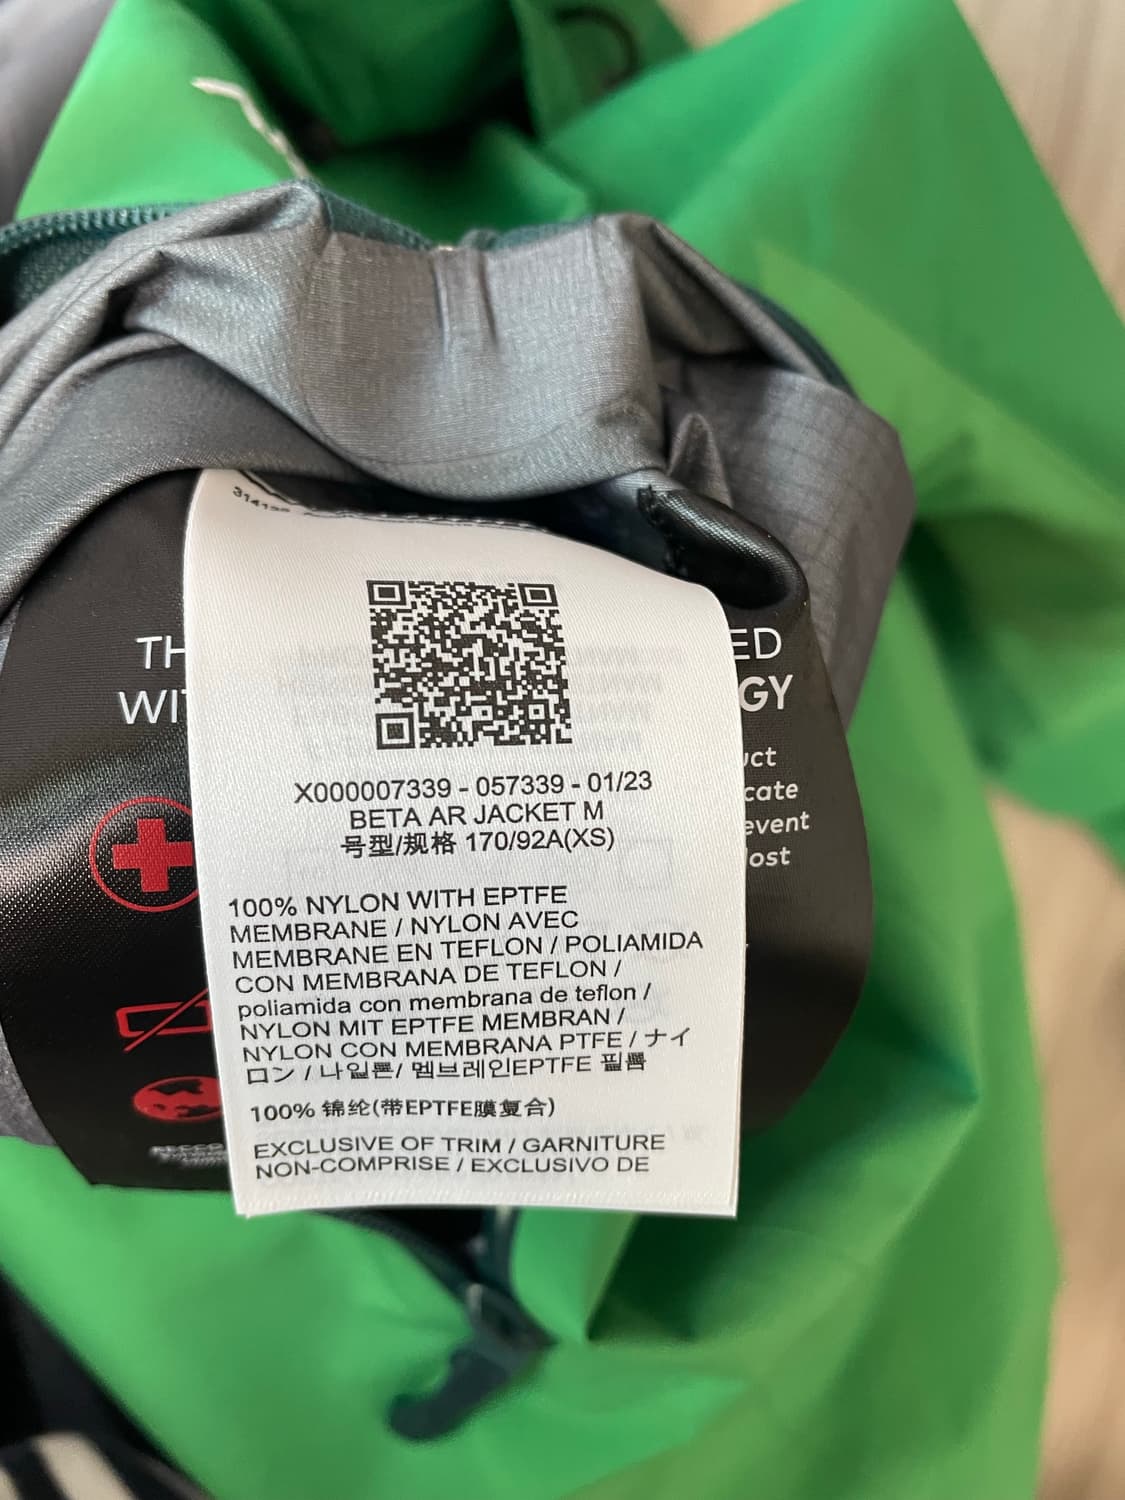 TH
WI
ED
GY
uct
cate
event
lost
X000007339 - 057339 - 01/23
BETA AR JACKET M
号型/规格 170/92A(XS)
100% NYLON WITH EPTFE
MEMBRANE / NYLON AVEC
MEMBRANE EN TEFLON / POLIAMIDA
CON MEMBRANA DE TEFLON /
poliamida con membrana de teflon /
NYLON MIT EPTFE MEMBRAN /
NYLON CON MEMBRANA PTFE / ナイ
ロン / 나일론/ 멤브레인EPTFE 필름
100% 锦纶(带EPTFE膜复合)
EXCLUSIVE OF TRIM / GARNITURE
NON-COMPRISE / EXCLUSIVO DE